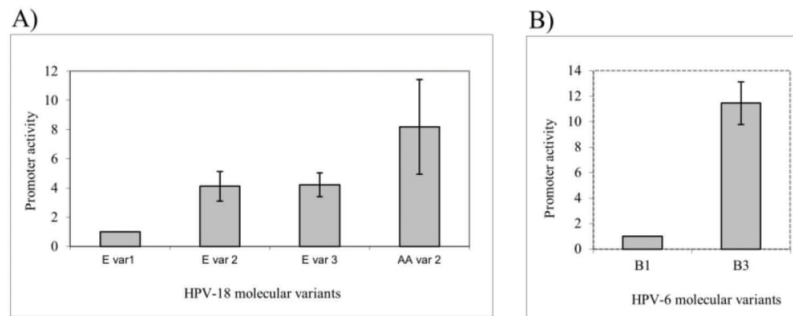 A)
Promoter activity
12
10
8
6
4
2
0
E var1 E var 2 E var 3 AA var 2
HPV-18 molecular variants
B)
Promoter activity
14
12
10
8
6
4
2
0
B1 B3
HPV-6 molecular variants